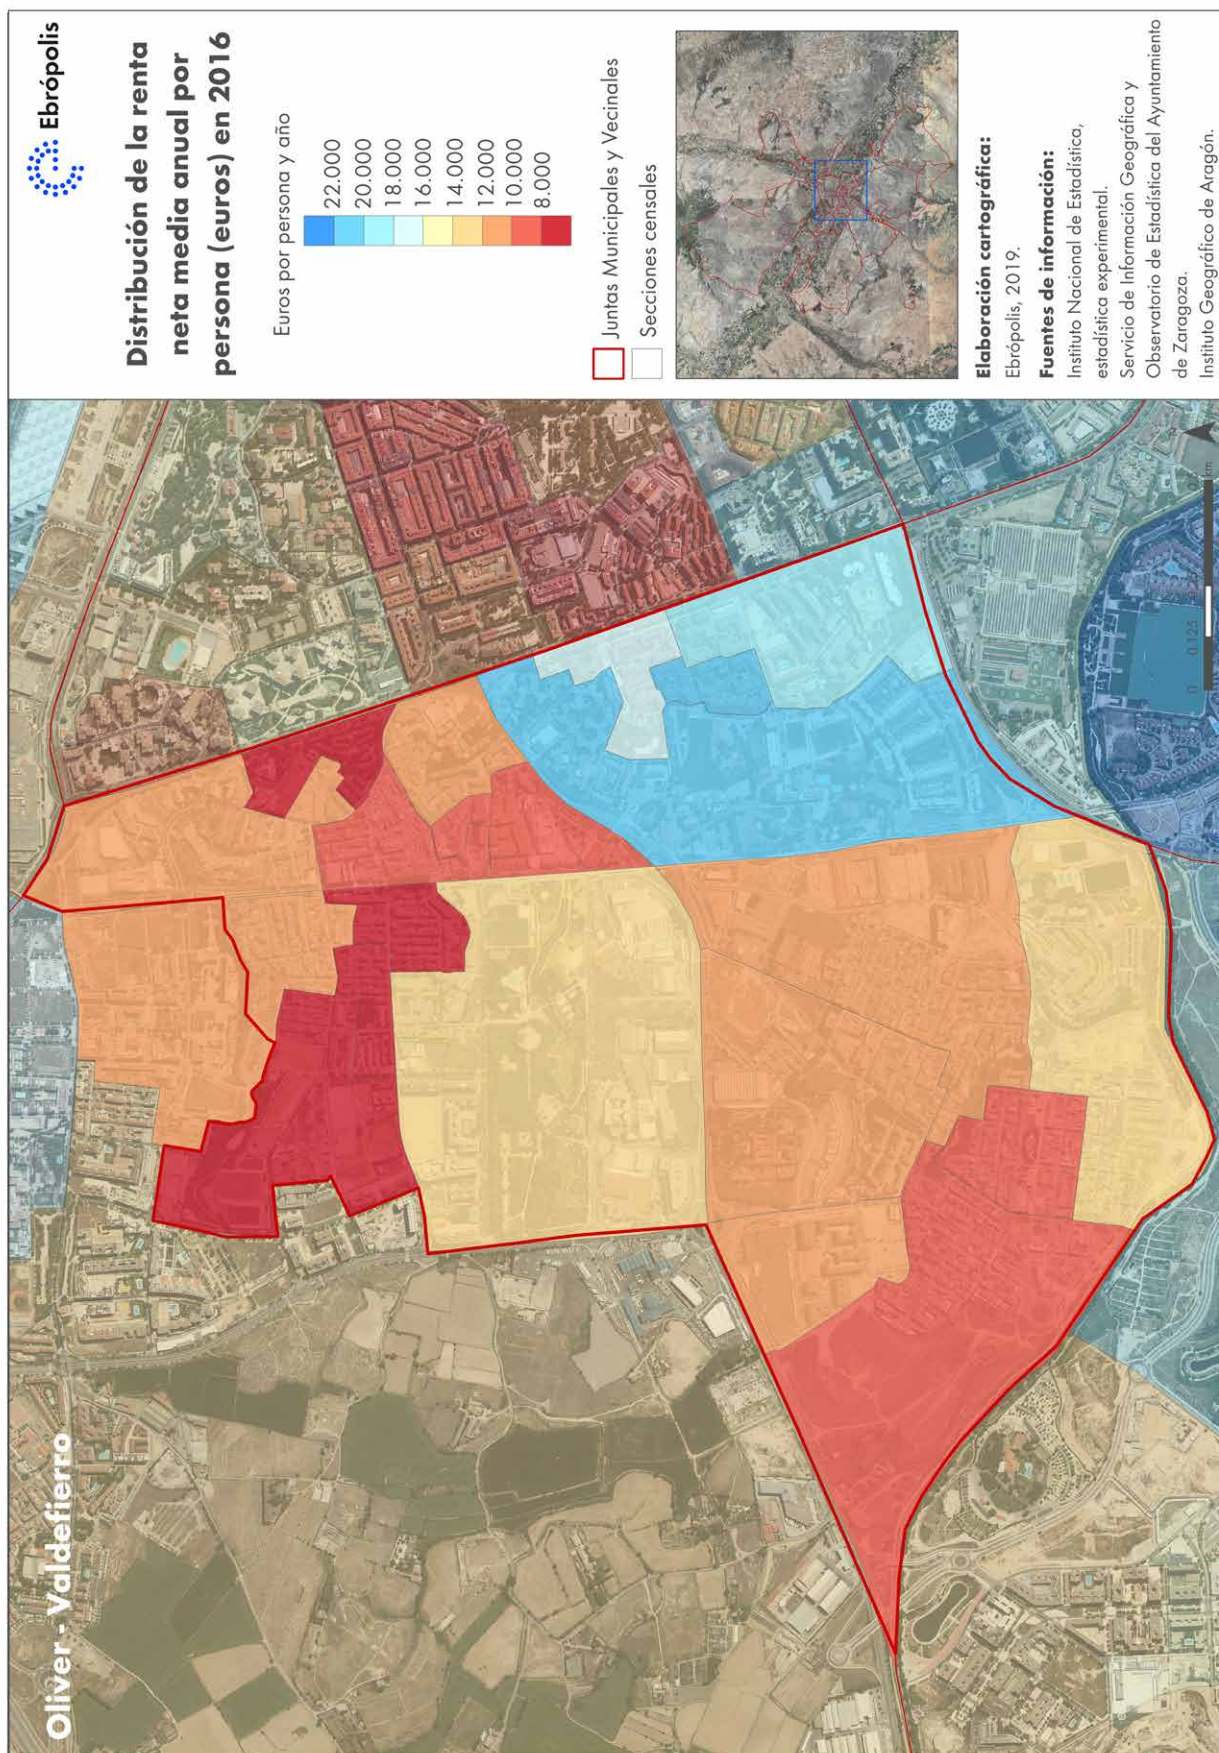 Oliver - Valdefierro
Ebrópolis
Distribución de la renta
neta media anual por
persona (euros) en 2016
Euros por persona y año
22.000
20.000
18.000
16.000
14.000
12.000
10.000
8.000
Juntas Municipales y Vecinales
Secciones censales
Elaboración cartográfica:
Ebrópolis, 2019.
Fuentes de información:
Instituto Nacional de Estadística,
estadística experimental.
Servicio de Información Geográfica y
Observatorio de Estadística del Ayuntamiento
de Zaragoza.
Instituto Geográfico de Aragón.
0
0,125
km